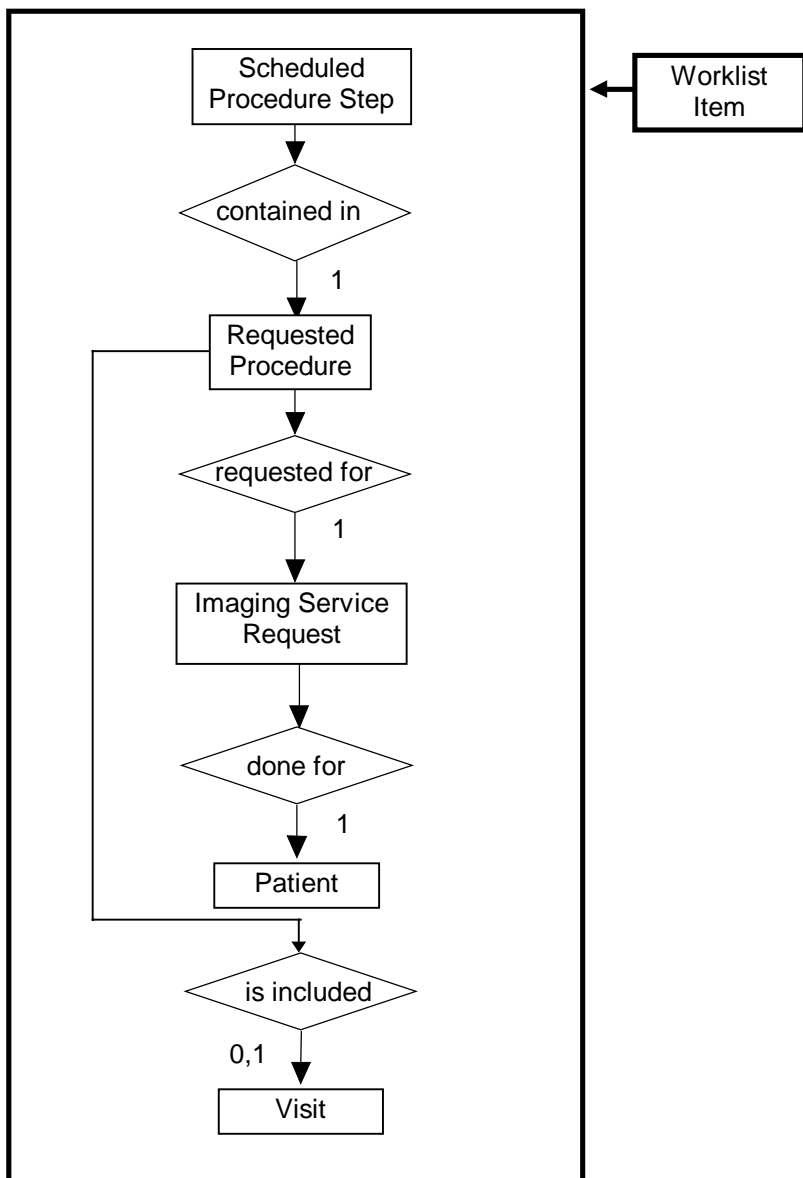 Scheduled
Procedure Step
Worklist
Item
contained in
1
Requested
Procedure
requested for
1
Imaging Service
Request
done for
1
Patient
is included
0,1
Visit